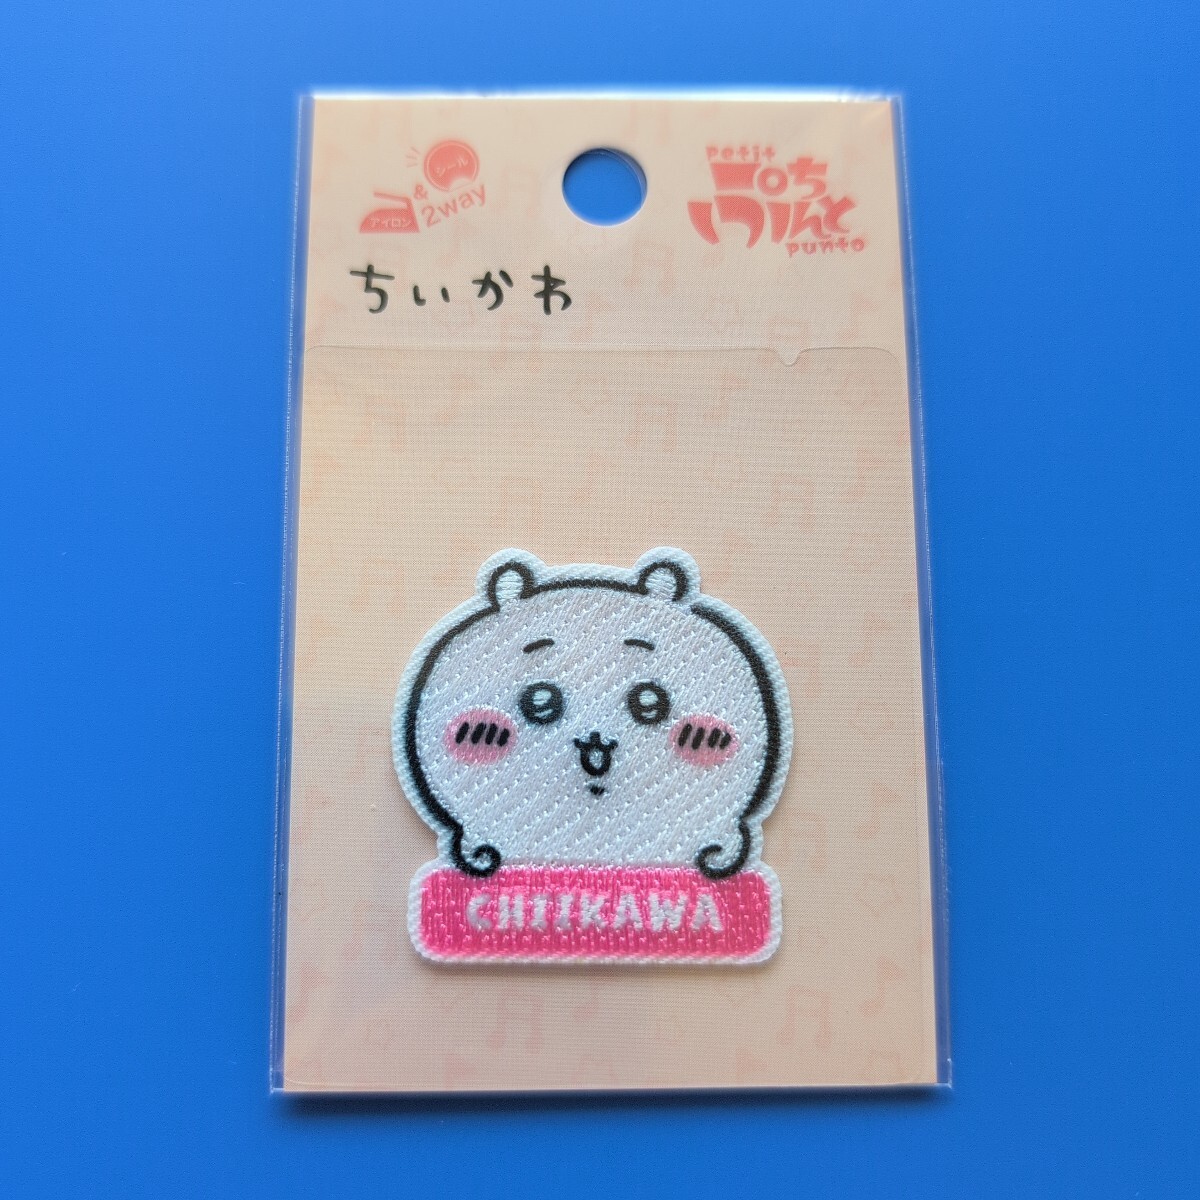 シール
アイロン
&
2way
petit
ぷち
ぷんと
punto
ちいかわ
CHIIKAWA